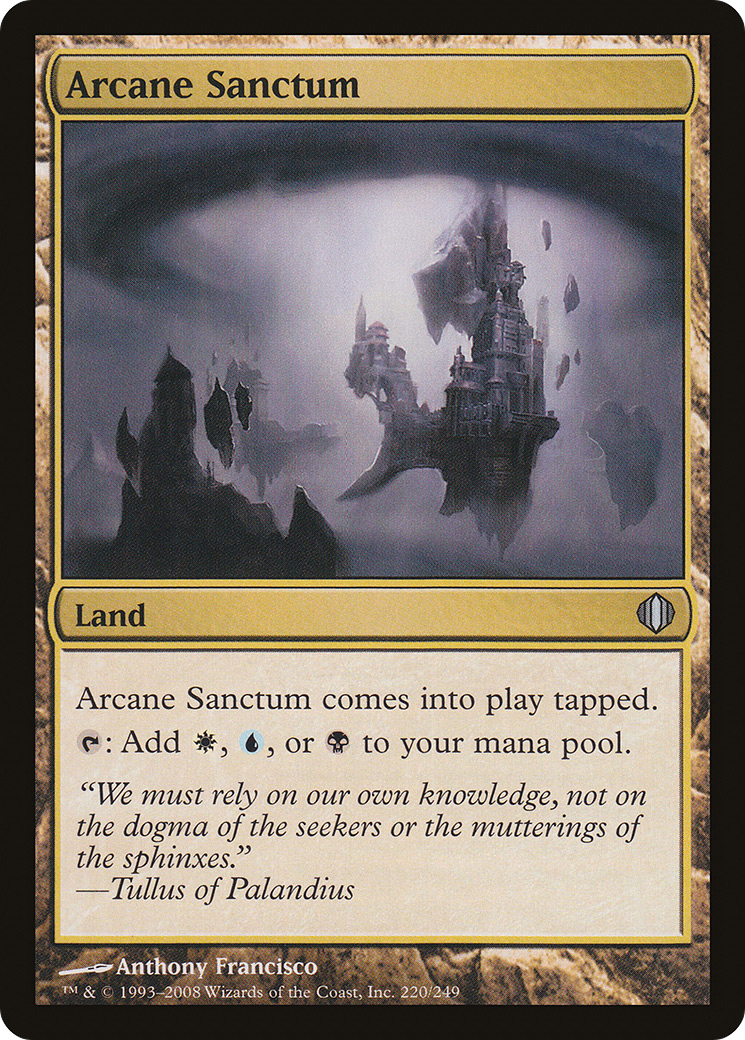 Arcane Sanctum
Land
Arcane Sanctum comes into play tapped.
: Add , , or to your mana pool.
“We must rely on our own knowledge, not on
the dogma of the seekers or the mutterings of
the sphinxes.”
—Tullus of Palandius
Anthony Francisco
™ & © 1993–2008 Wizards of the Coast, Inc. 220/249